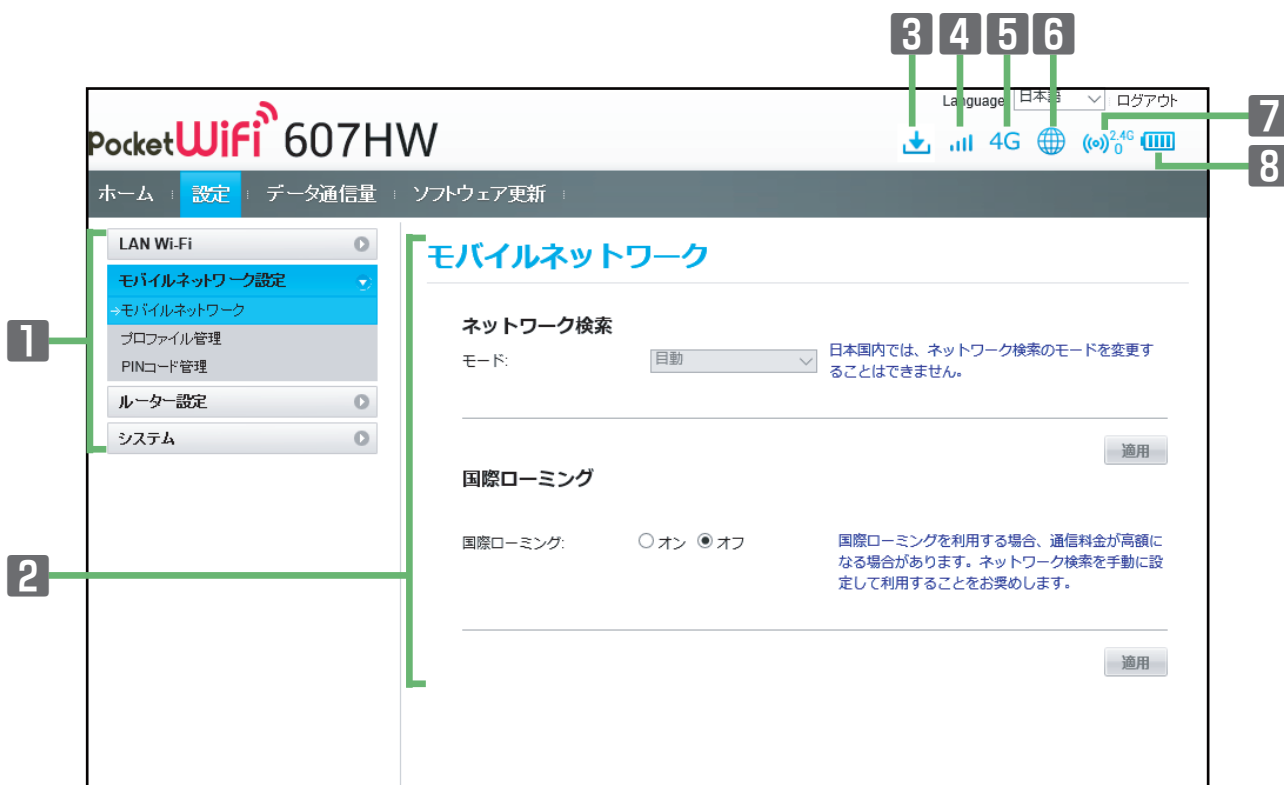 3 4 5 6
Language 日本語 ログアウト
7
Pocket WiFi 607HW
4G 2.4G 0
8
ホーム 設定 データ通信量 ソフトウェア更新
LAN Wi-Fi
モバイルネットワーク設定
→モバイルネットワーク
プロファイル管理
PINコード管理
ルーター設定
システム
1
2
モバイルネットワーク
ネットワーク検索
モード: 自動 日本国内では、ネットワーク検索のモードを変更す
ることはできません。
適用
国際ローミング
国際ローミング: オン オフ 国際ローミングを利用する場合、通信料金が高額に
なる場合があります。ネットワーク検索を手動に設
定して利用することをお奨めします。
適用